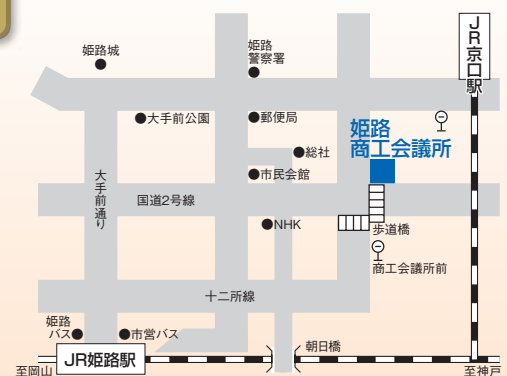 JR京口駅
姫路城
姫路
警察署
大手前公園
郵便局
姫路
商工会議所
総社
市民会館
大手前通り
国道2号線
NHK
歩道橋
商工会議所前
十二所線
姫路
バス
市営バス
朝日橋
JR姫路駅
至岡山
至神戸